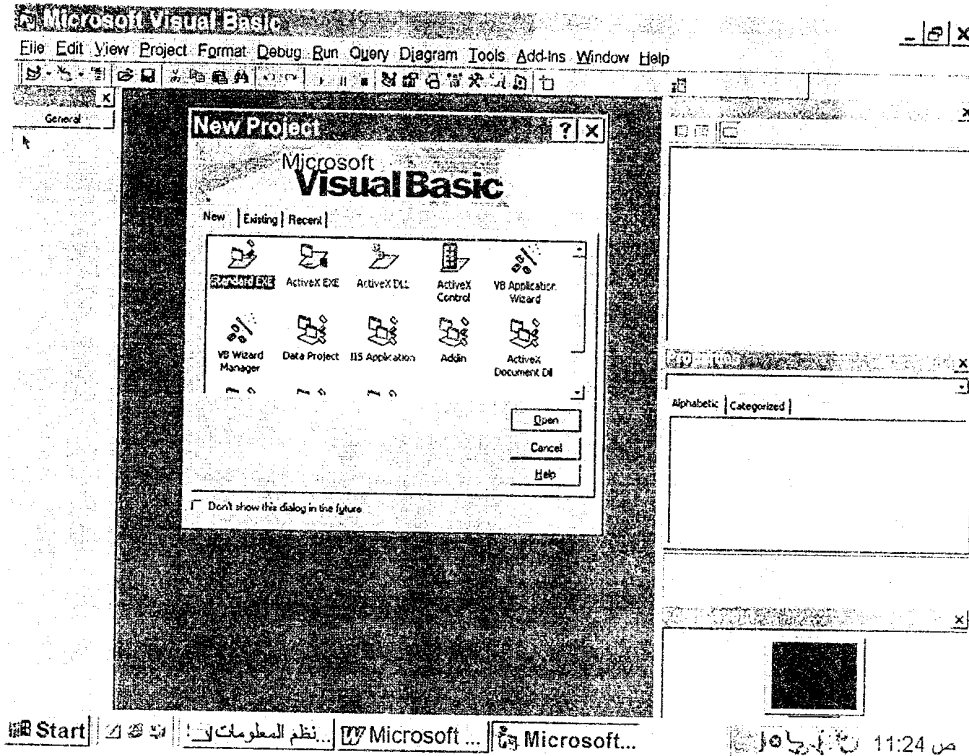 Microsoft Visual Basic
File Edit View Project Format Debug Run Query Diagram Tools Add-Ins Window Help
General
New Project
Microsoft
Visual Basic
New Existing Recent
Standard EXE ActiveX EXE ActiveX DLL ActiveX Control VB Application Wizard
VB Wizard Manager Data Project IIS Application Addin ActiveX Document Dll
Open
Cancel
Help
Don't show this dialog in the future
Properties
Alphabetic Categorized
Start
نظم المعلومات...
Microsoft ...
Microsoft...
11:24 ص